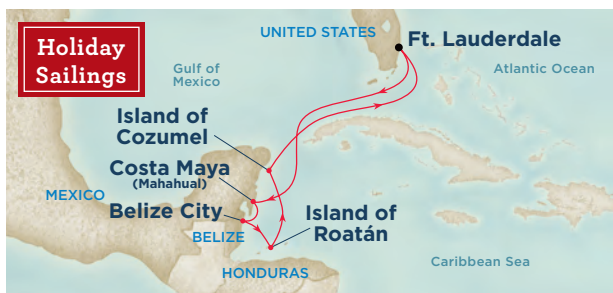 Holiday
Sailings
UNITED STATES
Ft. Lauderdale
Gulf of
Mexico
Atlantic Ocean
Island of
Cozumel
Costa Maya
(Mahahual)
MEXICO
Belize City
BELIZE
Island of
Roatán
HONDURAS
Caribbean Sea